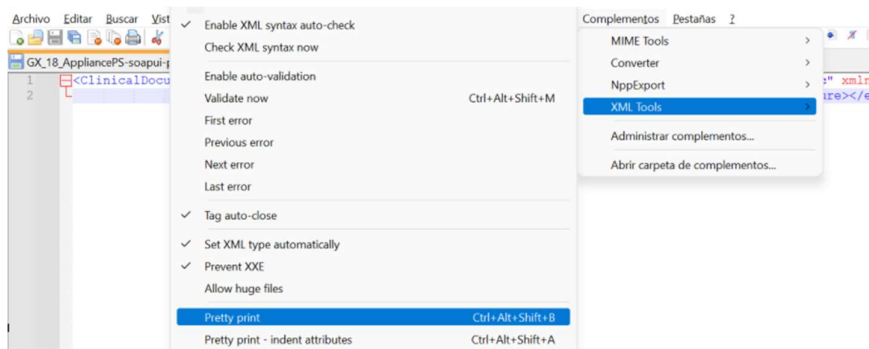 Archivo Editar Buscar Vist
Complementos Pestañas ?
GX_18_AppliancePS-soapui-p
1 <ClinicalDocu
2
Enable XML syntax auto-check
Check XML syntax now
Enable auto-validation
Validate now Ctrl+Alt+Shift+M
First error
Previous error
Next error
Last error
Tag auto-close
Set XML type automatically
Prevent XXE
Allow huge files
Pretty print Ctrl+Alt+Shift+B
Pretty print - indent attributes Ctrl+Alt+Shift+A
MIME Tools
Converter
NppExport
XML Tools
Administrar complementos...
Abrir carpeta de complementos...
" xmln
ure></e